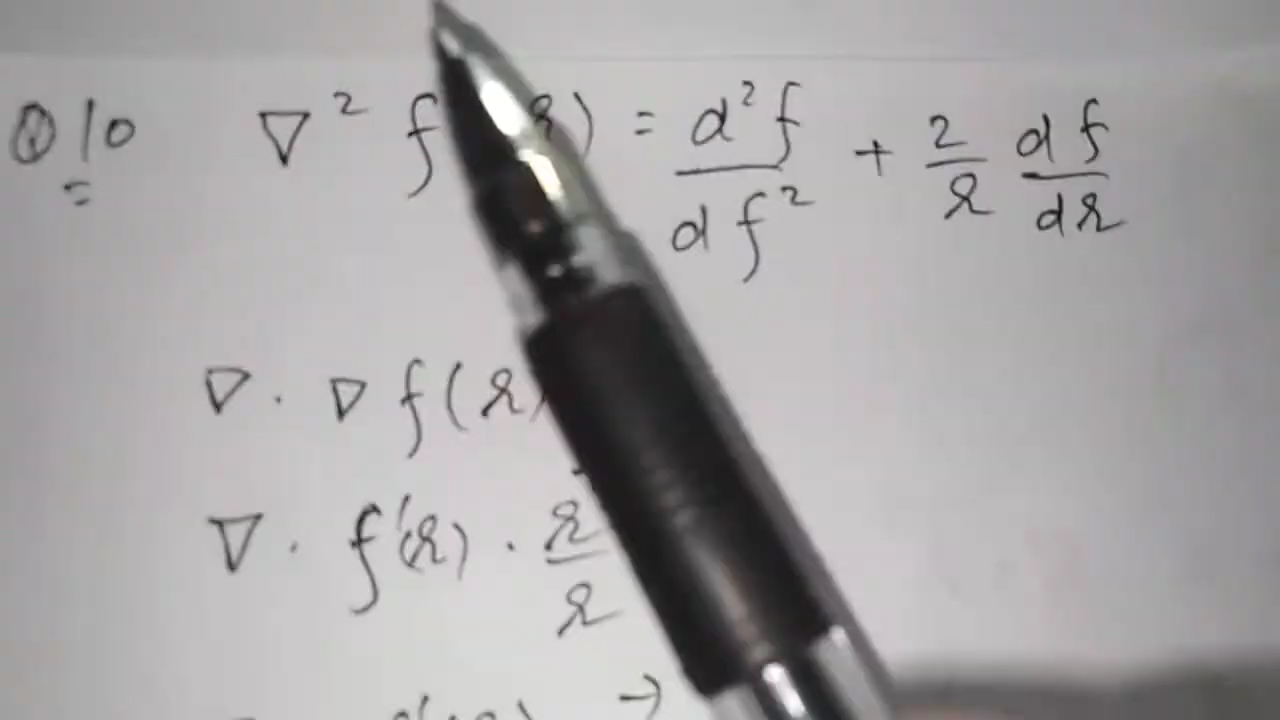 Q10 ∇² f r) = d²f/df² + 2/r df/dr
∇ . ∇ f(r)
∇ . f'(r) . r/r